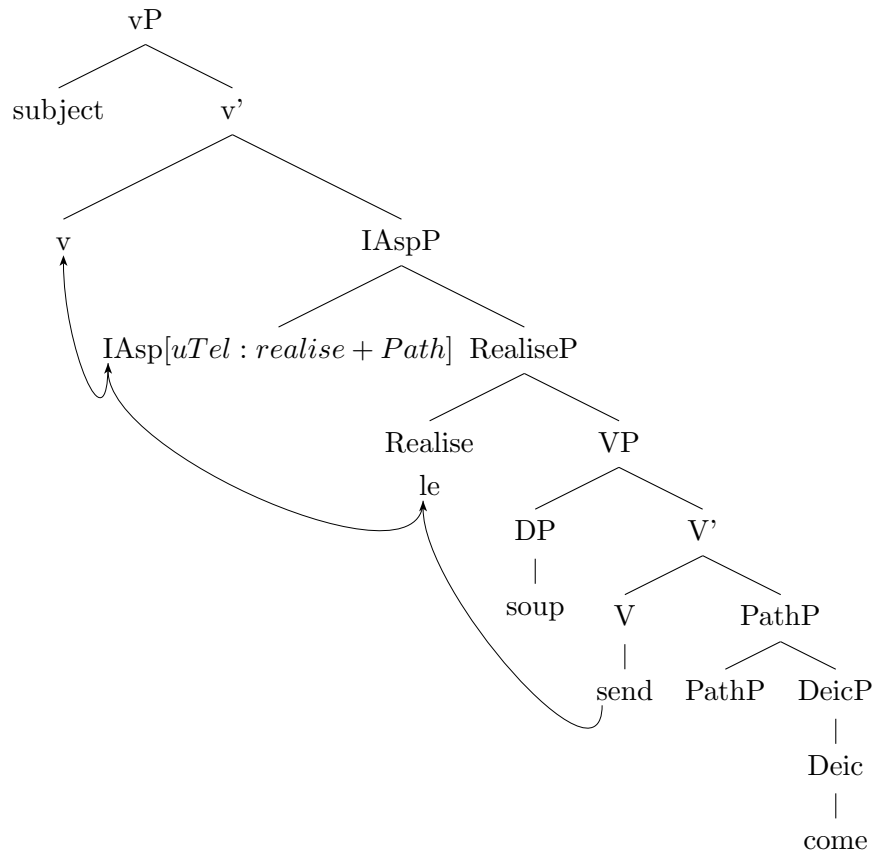 vP
subject v'
v IAspP
IAsp[uTel : realise + Path] RealiseP
Realise VP
le
DP V'
soup V PathP
send PathP DeicP
Deic
come